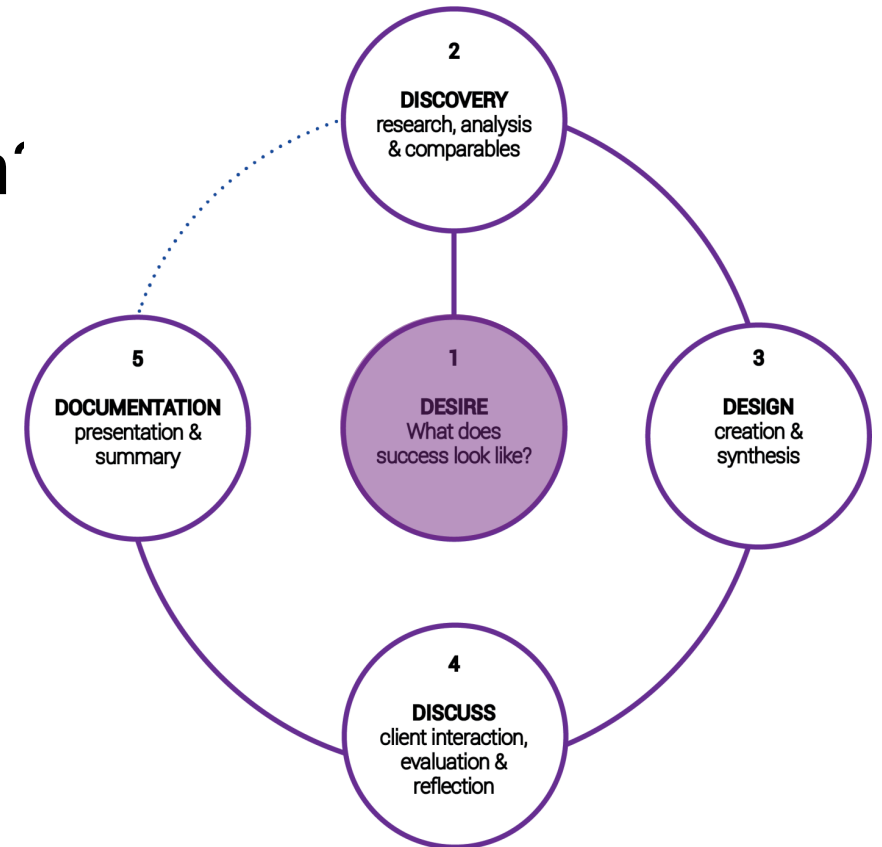 2
DISCOVERY
research, analysis
& comparables
1
DESIRE
What does
success look like?
3
DESIGN
creation &
synthesis
4
DISCUSS
client interaction,
evaluation &
reflection
5
DOCUMENTATION
presentation &
summary